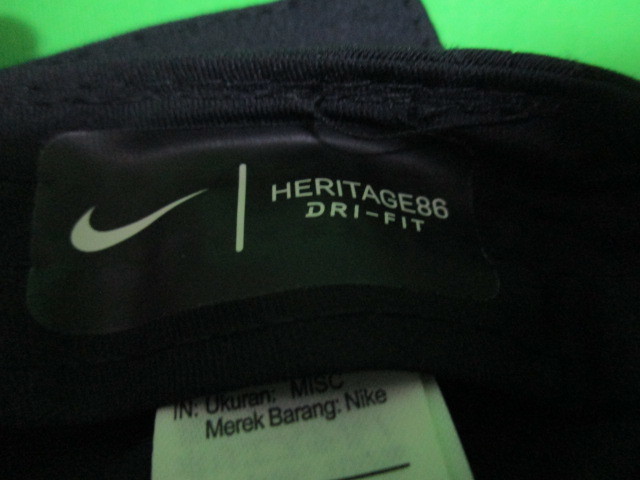 HERITAGE86
DRI-FIT
IN: Ukuran: MISC
Merek Barang: Nike